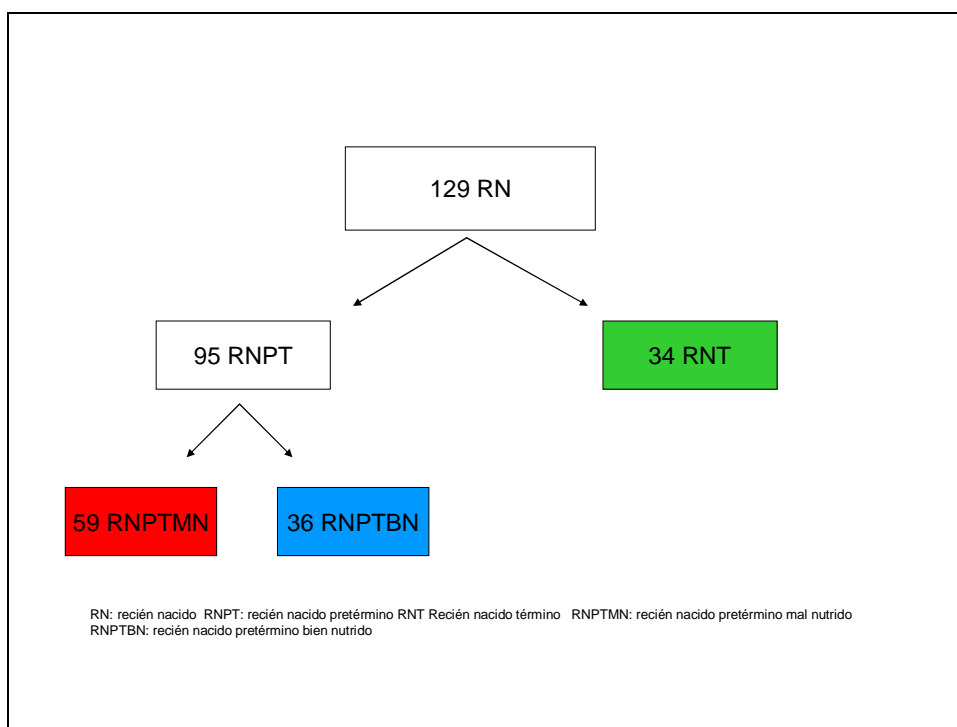 129 RN
95 RNPT
34 RNT
59 RNPTMN
36 RNPTBN
RN: recién nacido RNPT: recién nacido pretérmino RNT Recién nacido término RNPTMN: recién nacido pretérmino mal nutrido
RNPTBN: recién nacido pretérmino bien nutrido